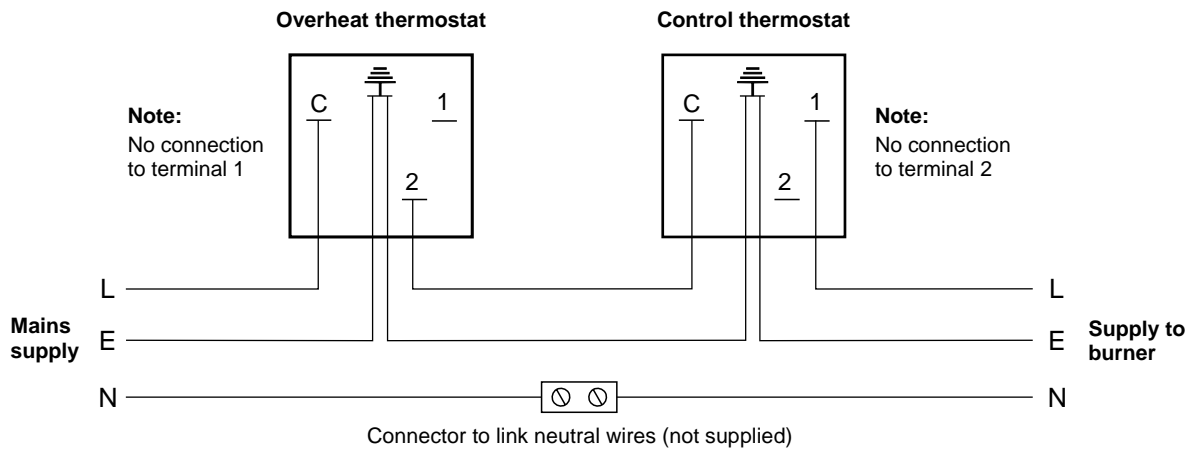 Overheat thermostat
Control thermostat
C
1
2
Note:
No connection
to terminal 1
C
1
2
Note:
No connection
to terminal 2
Mains
supply
L
E
N
L
E
N
Supply to
burner
Connector to link neutral wires (not supplied)